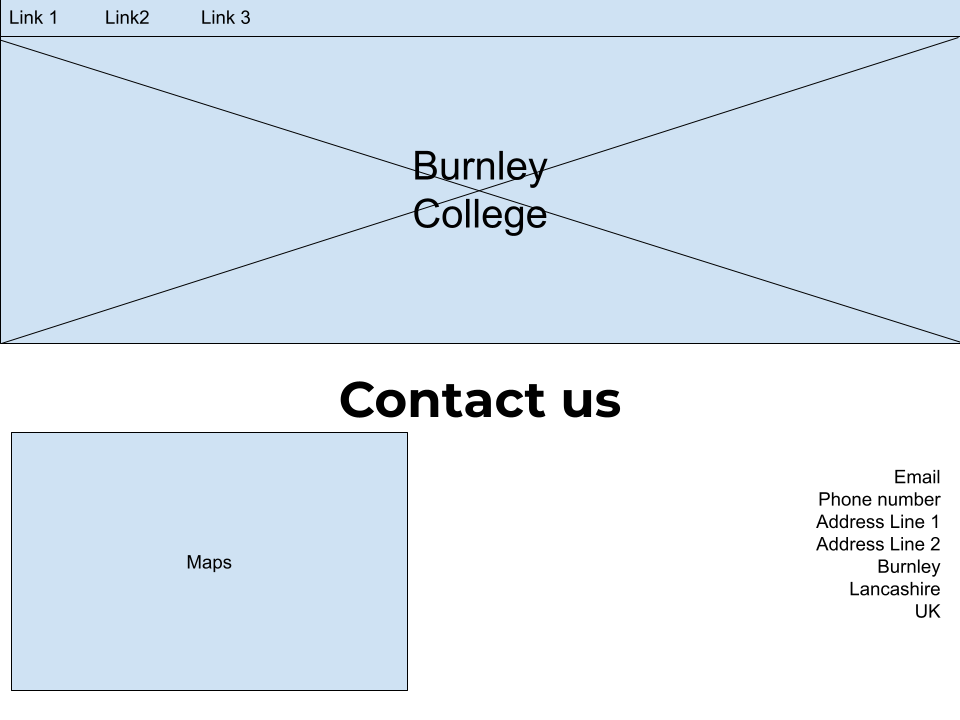 Link 1 Link2 Link 3
Burnley
College
Contact us
Maps
Email
Phone number
Address Line 1
Address Line 2
Burnley
Lancashire
UK